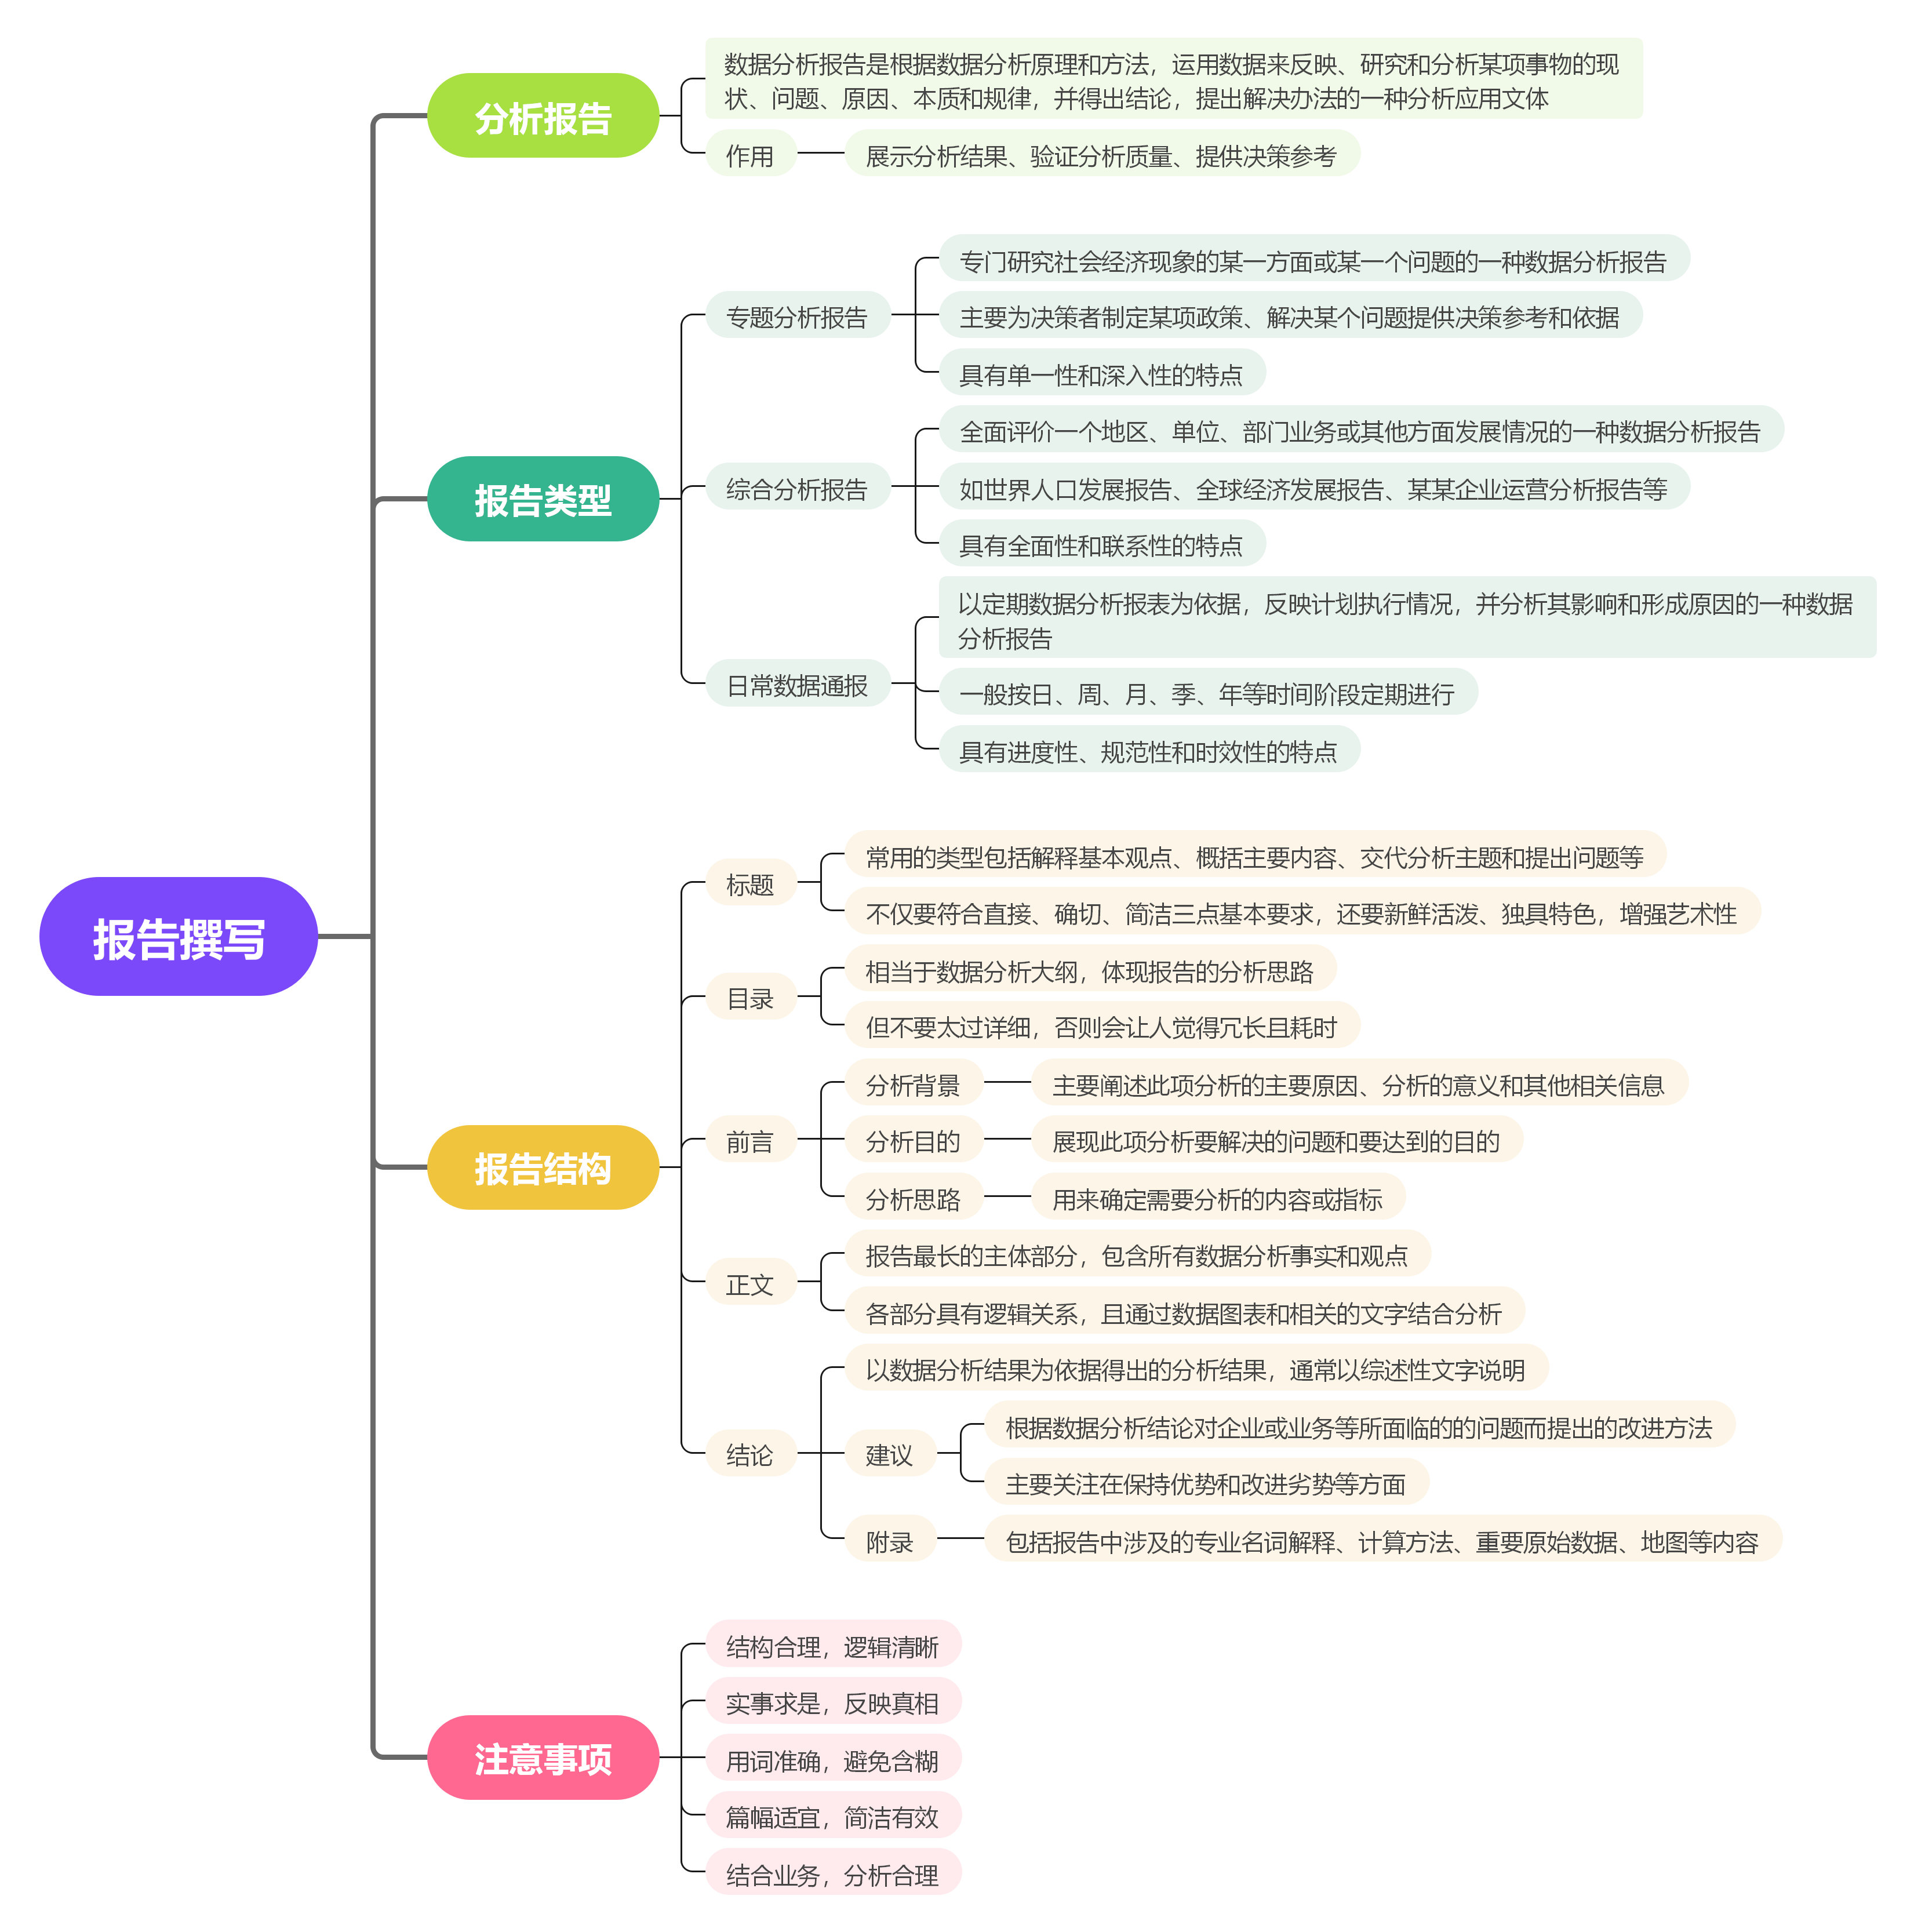 报告撰写
分析报告
数据分析报告是根据数据分析原理和方法，运用数据来反映、研究和分析某项事物的现
状、问题、原因、本质和规律，并得出结论，提出解决办法的一种分析应用文体
作用
展示分析结果、验证分析质量、提供决策参考
报告类型
专题分析报告
专门研究社会经济现象的某一方面或某一个问题的一种数据分析报告
主要为决策者制定某项政策、解决某个问题提供决策参考和依据
具有单一性和深入性的特点
综合分析报告
全面评价一个地区、单位、部门业务或其他方面发展情况的一种数据分析报告
如世界人口发展报告、全球经济发展报告、某某企业运营分析报告等
具有全面性和联系性的特点
日常数据通报
以定期数据分析报表为依据，反映计划执行情况，并分析其影响和形成原因的一种数据
分析报告
一般按日、周、月、季、年等时间阶段定期进行
具有进度性、规范性和时效性的特点
报告结构
标题
常用的类型包括解释基本观点、概括主要内容、交代分析主题和提出问题等
不仅要符合直接、确切、简洁三点基本要求，还要新鲜活泼、独具特色，增强艺术性
目录
相当于数据分析大纲，体现报告的分析思路
但不要太过详细，否则会让人觉得冗长且耗时
前言
分析背景
主要阐述此项分析的主要原因、分析的意义和其他相关信息
分析目的
展现此项分析要解决的问题和要达到的目的
分析思路
用来确定需要分析的内容或指标
正文
报告最长的主体部分，包含所有数据分析事实和观点
各部分具有逻辑关系，且通过数据图表和相关的文字结合分析
结论
以数据分析结果为依据得出的分析结果，通常以综述性文字说明
建议
根据数据分析结论对企业或业务等所面临的的问题而提出的改进方法
主要关注在保持优势和改进劣势等方面
附录
包括报告中涉及的专业名词解释、计算方法、重要原始数据、地图等内容
注意事项
结构合理，逻辑清晰
实事求是，反映真相
用词准确，避免含糊
篇幅适宜，简洁有效
结合业务，分析合理